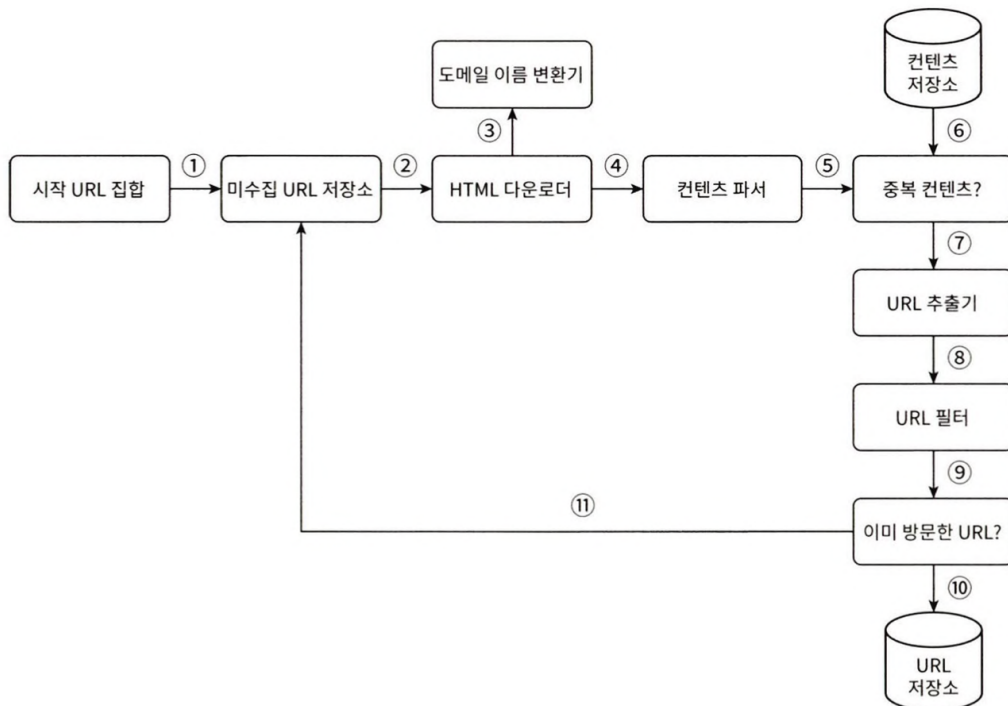 컨텐츠
저장소
도메일 이름 변환기
③
⑥
①
②
④
⑤
시작 URL 집합
미수집 URL 저장소
HTML 다운로더
컨텐츠 파서
중복 컨텐츠?
⑦
URL 추출기
⑧
URL 필터
⑨
⑪
이미 방문한 URL?
⑩
URL
저장소